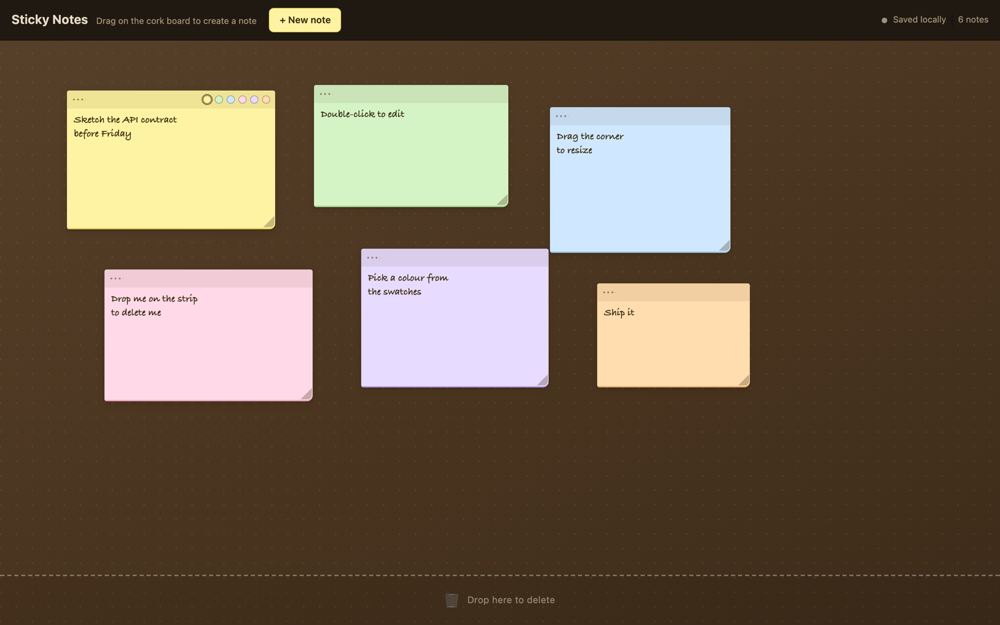 Sticky Notes
Drag on the cork board to create a note
+ New note
Saved locally
6 notes
Sketch the API contract
before Friday
Double-click to edit
Drag the corner
to resize
Drop me on the strip
to delete me
Pick a colour from
the swatches
Ship it
Drop here to delete